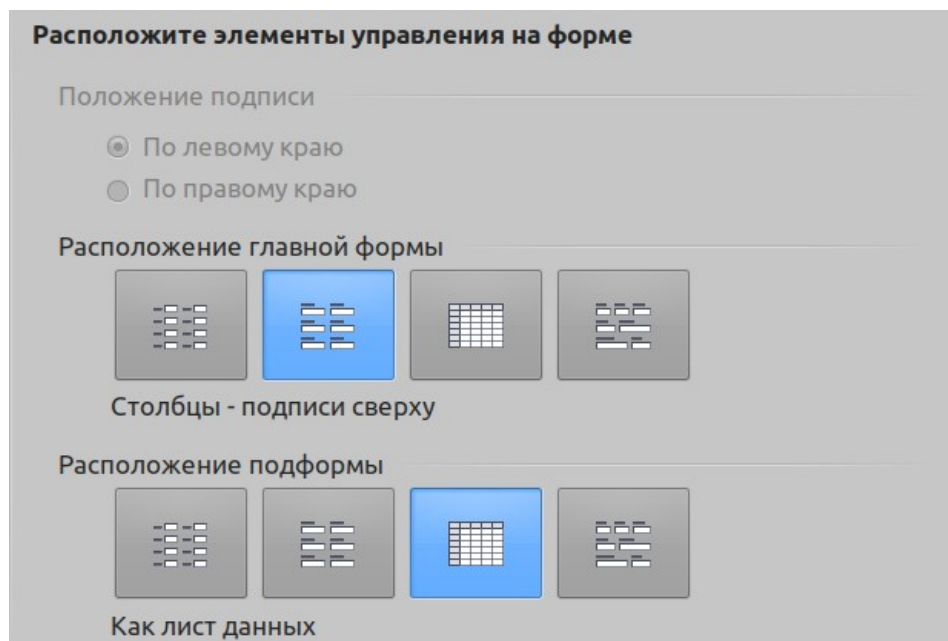 Расположите элементы управления на форме
Положение подписи
По левому краю
По правому краю
Расположение главной формы
Столбцы - подписи сверху
Расположение подформы
Как лист данных